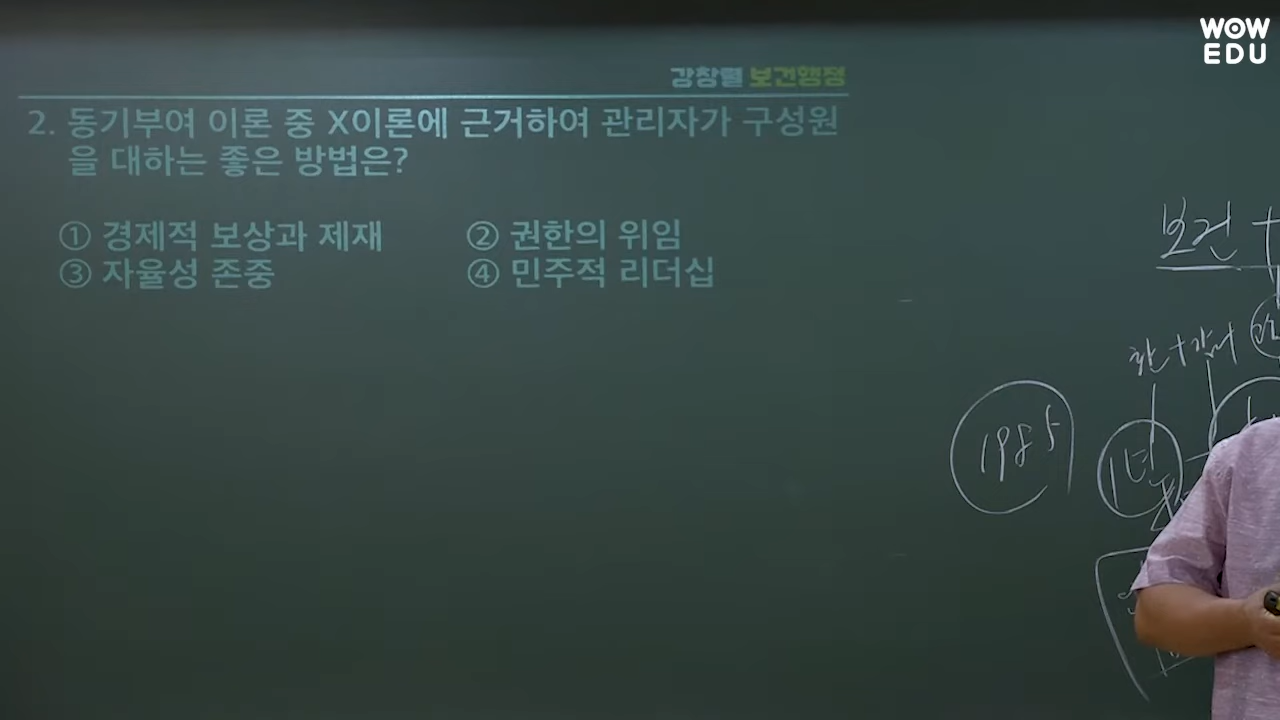 WOW
EDU
강창렬 보건행정
2. 동기부여 이론 중 X이론에 근거하여 관리자가 구성원
을 대하는 좋은 방법은?
① 경제적 보상과 제재
② 권한의 위임
③ 자율성 존중
④ 민주적 리더십
보건 +
1985
1년